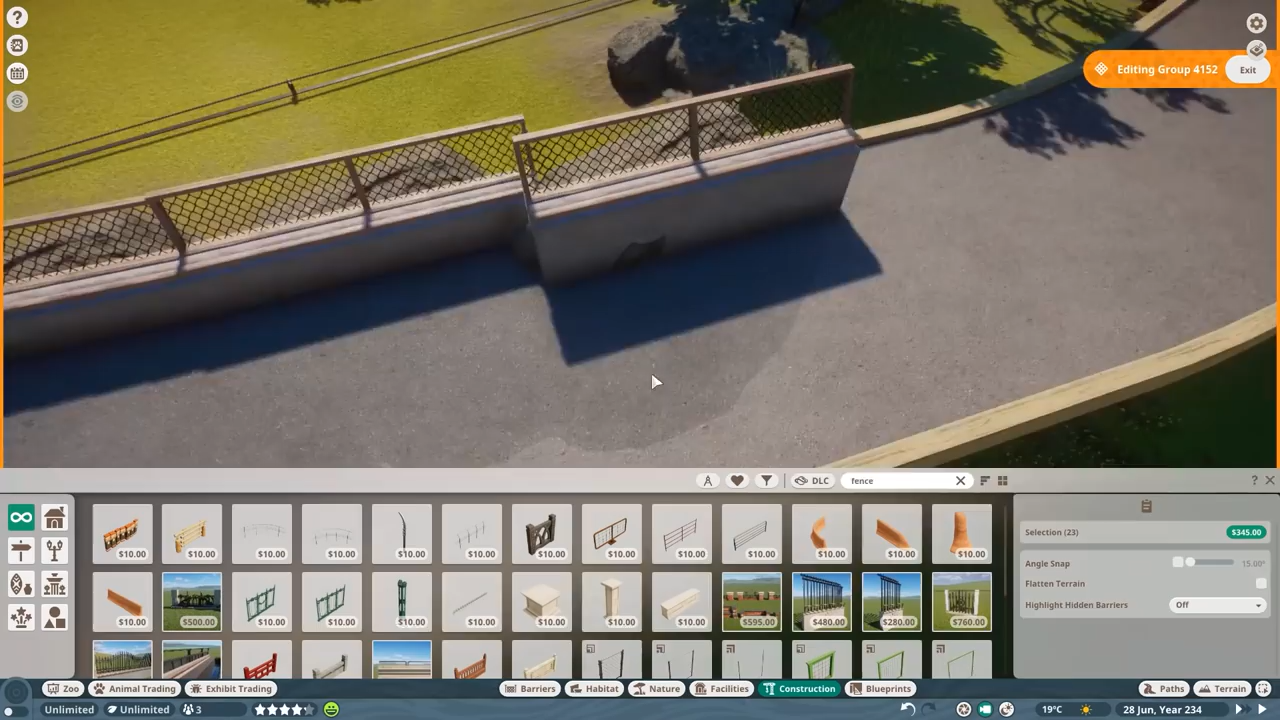 Editing Group 4152
Exit
DLC
fence
$10.00 $10.00 $10.00 $10.00 $10.00 $10.00 $10.00 $10.00 $10.00 $10.00 $10.00 $10.00 $10.00
$10.00 $500.00 $10.00 $10.00 $10.00 $10.00 $10.00 $10.00 $10.00 $595.00 $480.00 $280.00 $760.00
Selection (23) $345.00
Angle Snap 15.00°
Flatten Terrain
Highlight Hidden Barriers Off
Zoo Animal Trading Exhibit Trading Barriers Habitat Nature Facilities Construction Blueprints Paths Terrain
Unlimited Unlimited 3 19°C 28 Jun, Year 234